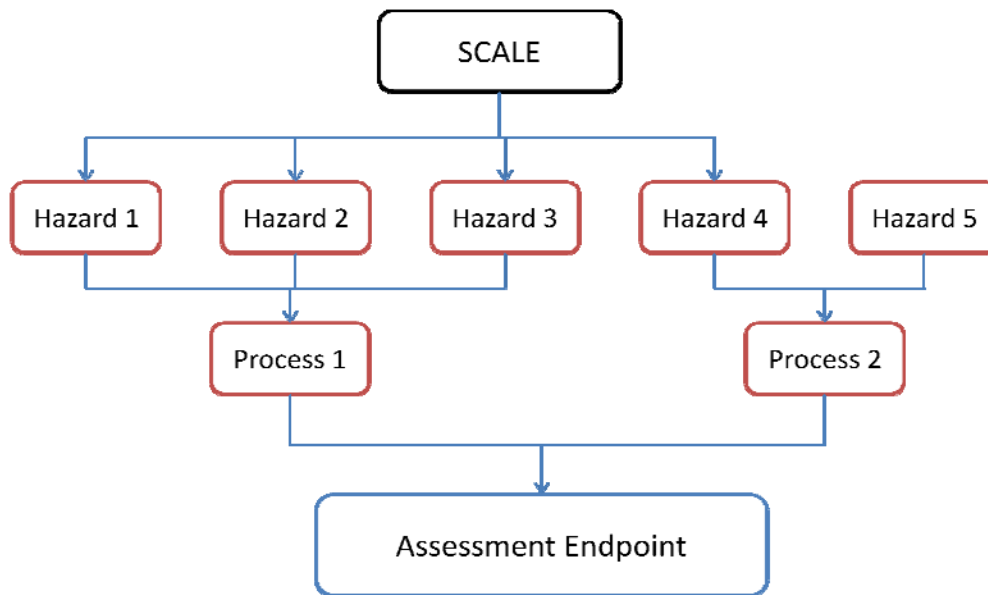 SCALE
Hazard 1
Hazard 2
Hazard 3
Hazard 4
Hazard 5
Process 1
Process 2
Assessment Endpoint